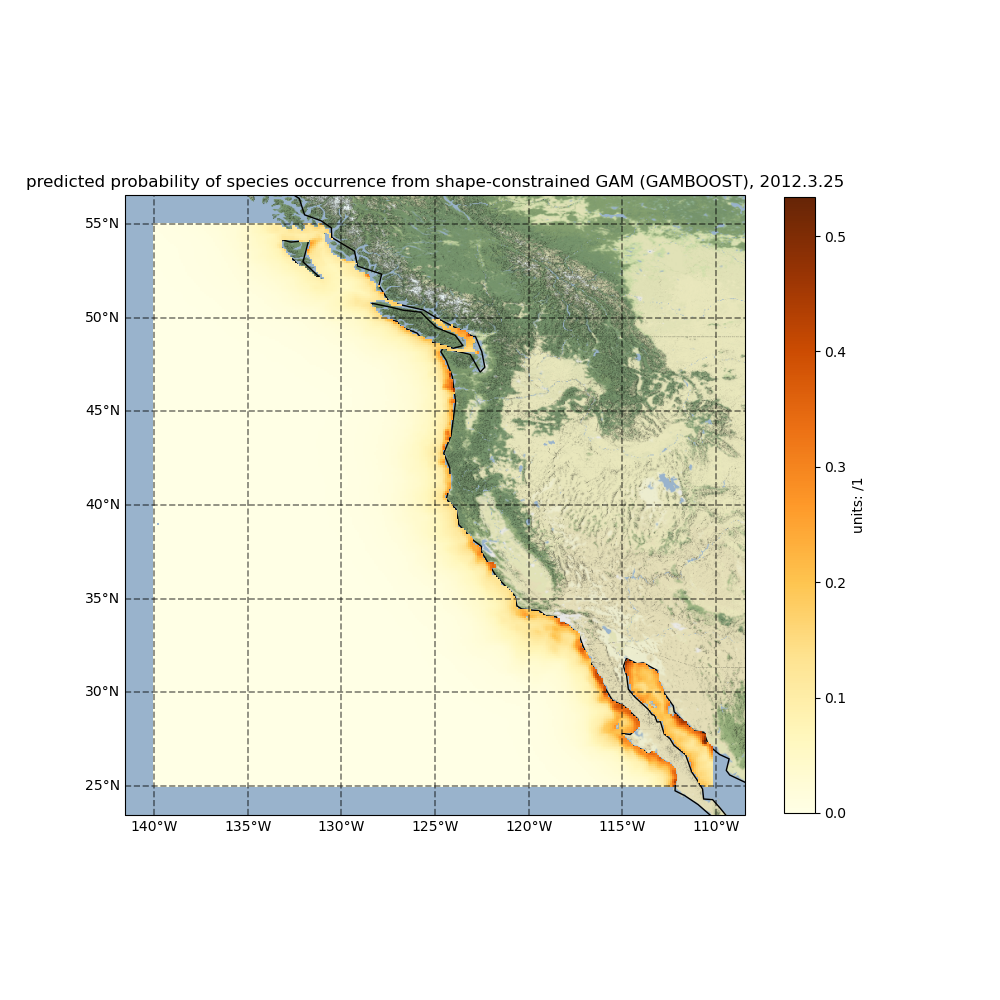 predicted probability of species occurrence from shape-constrained GAM (GAMBOOST), 2012.3.25
55°N
50°N
45°N
40°N
35°N
30°N
25°N
140°W 135°W 130°W 125°W 120°W 115°W 110°W
0.5
0.4
0.3
0.2
0.1
0.0
units: /1